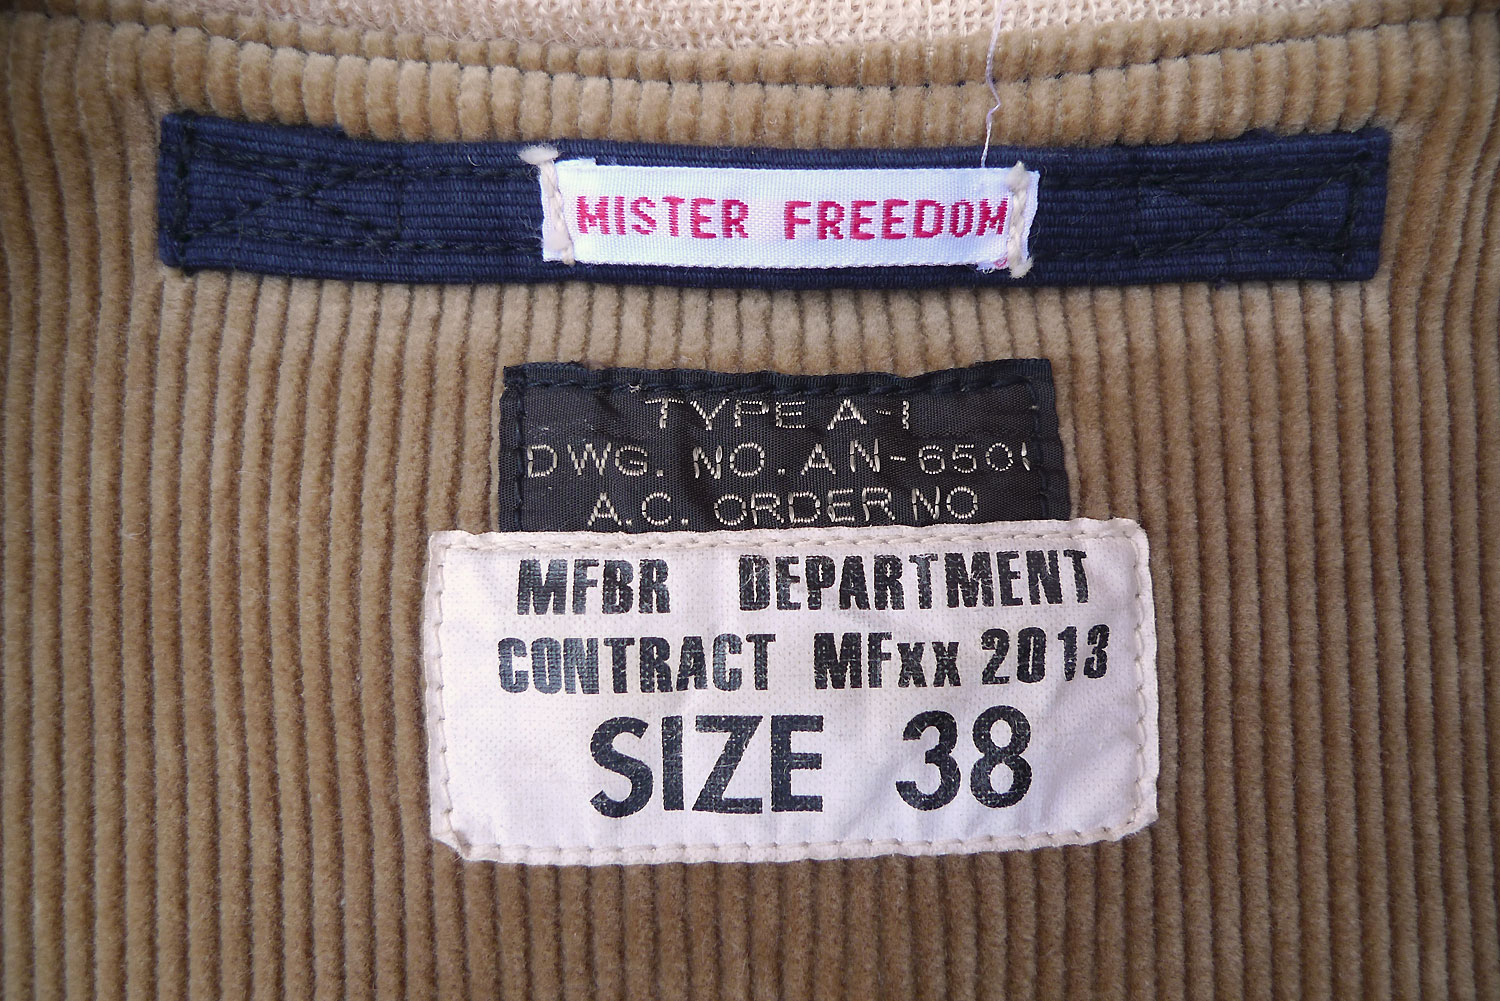 MISTER FREEDOM
TYPE A-1
DWG. NO. AN-6501
A.C. ORDER NO
MFBR DEPARTMENT
CONTRACT MFxx 2013
SIZE 38